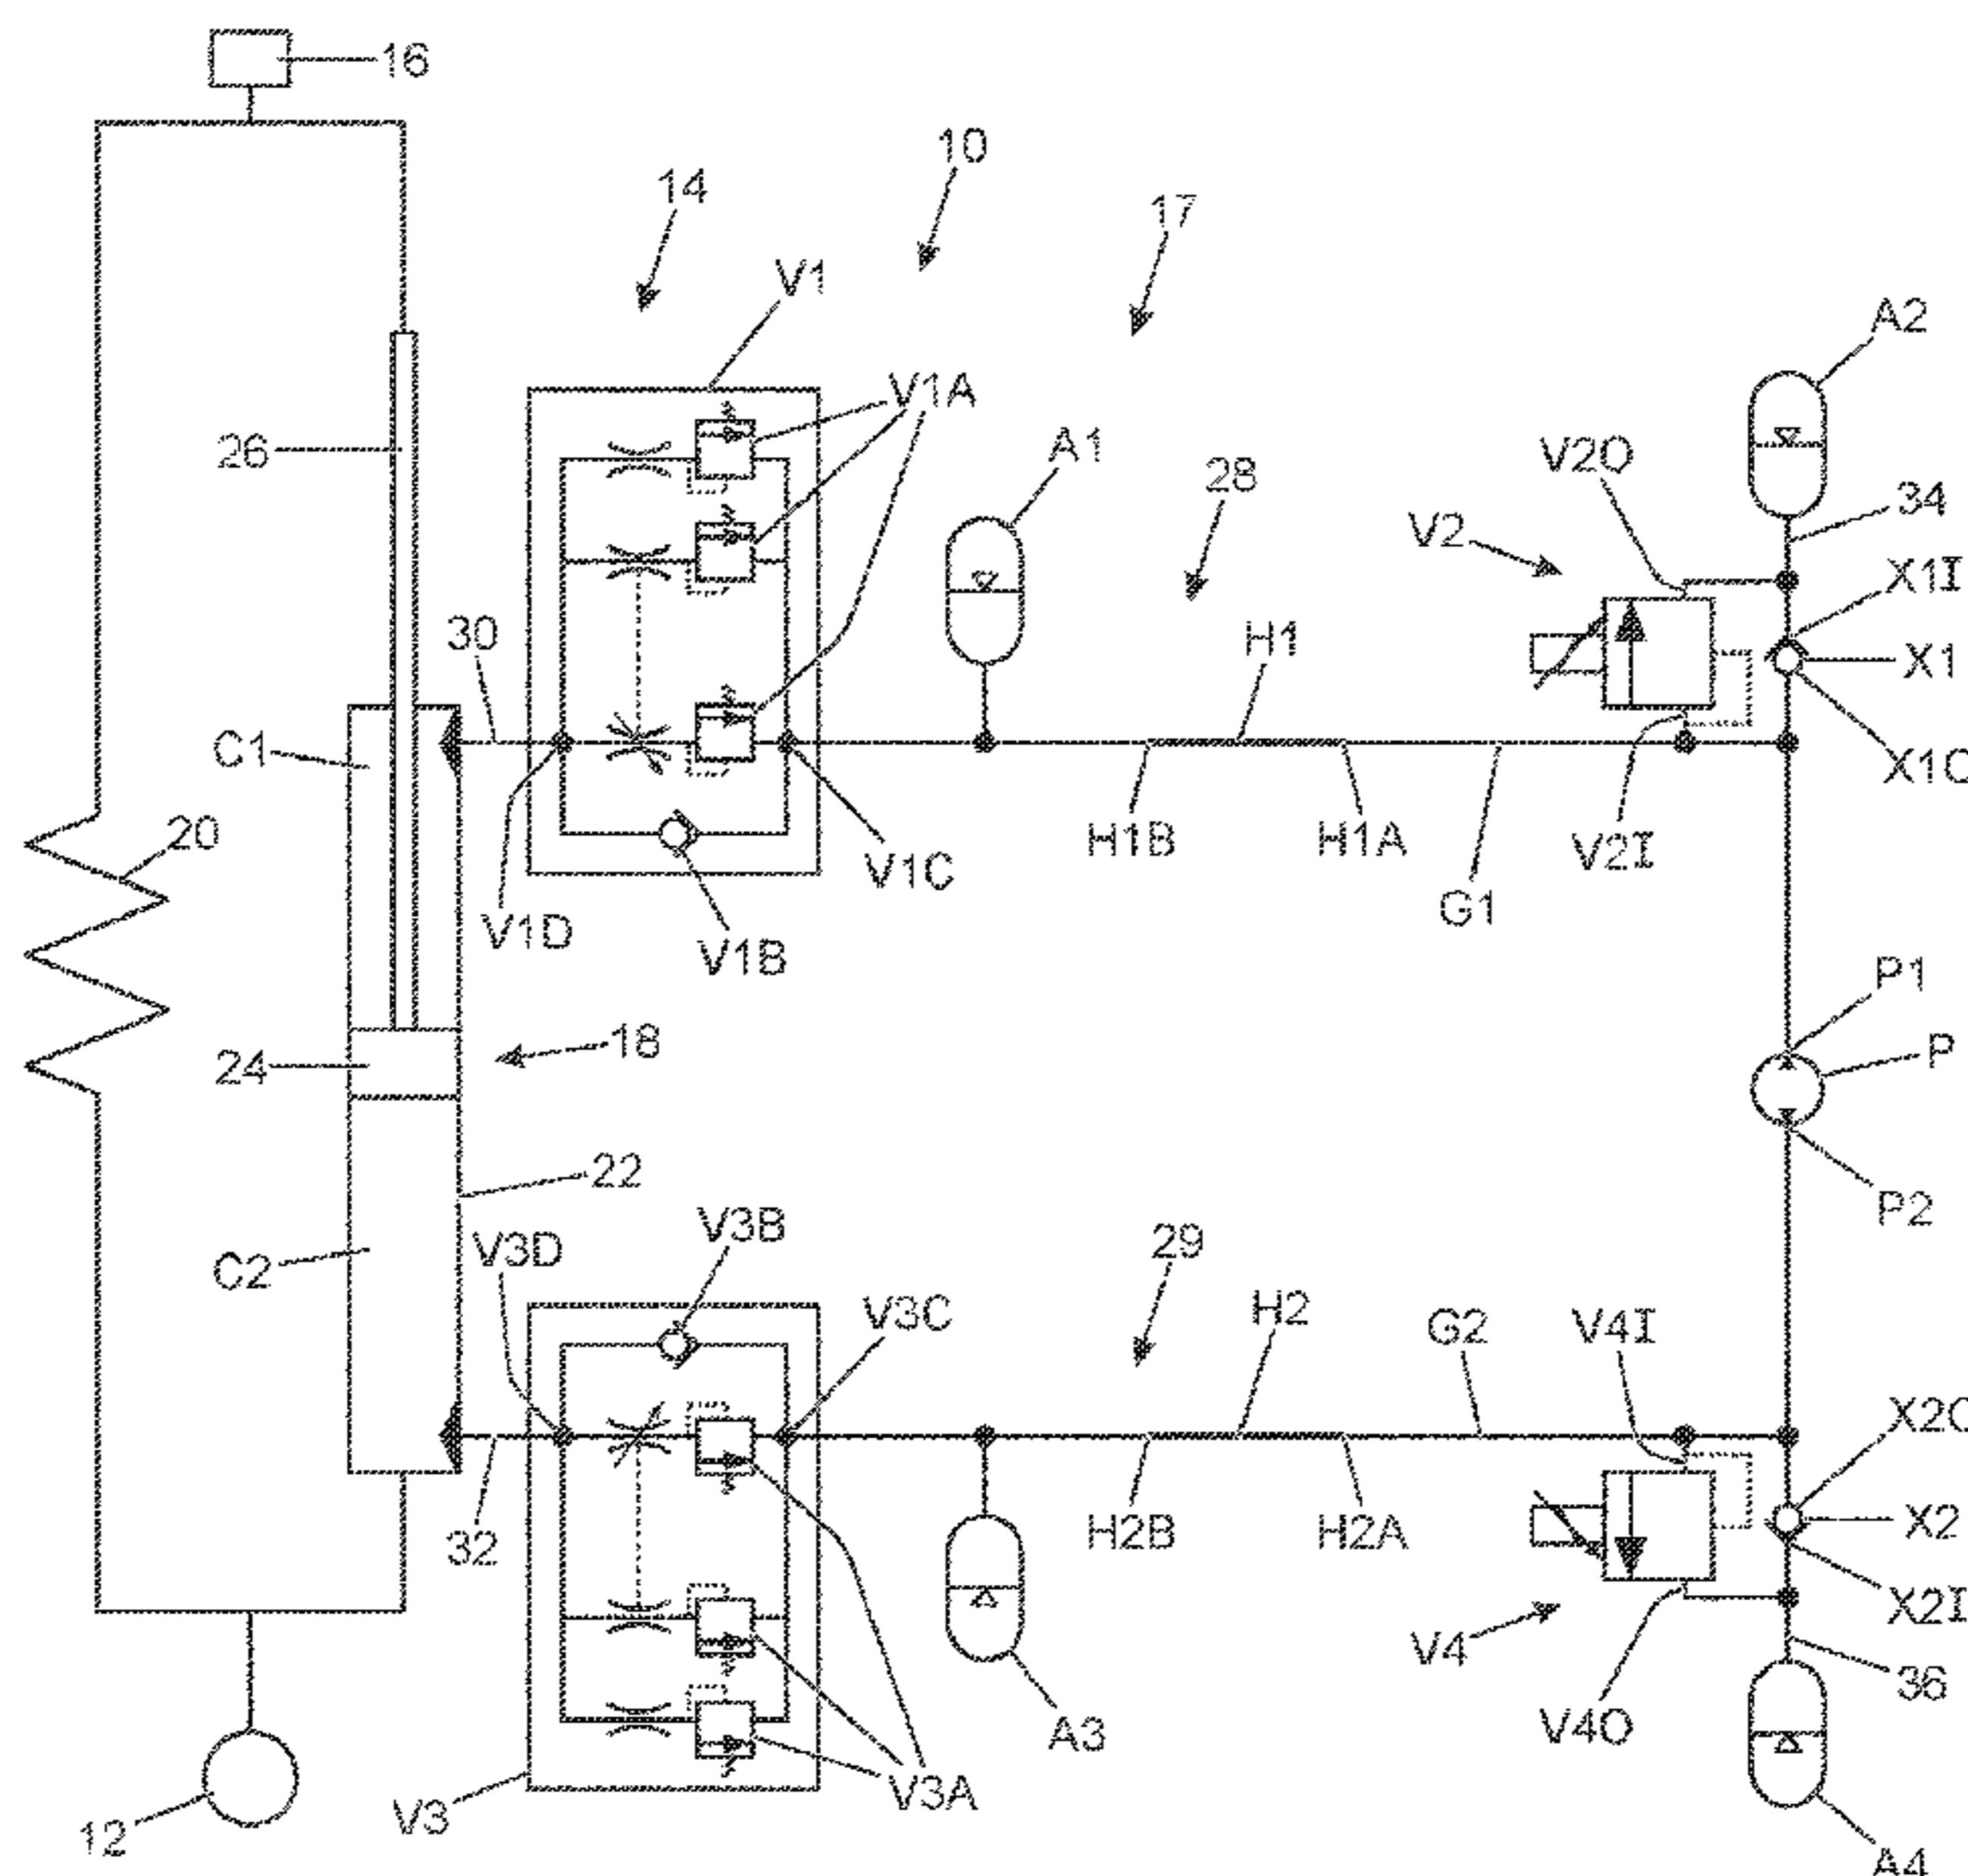 16
10
14
17
V1
A2
V1A
26
A1
V2O
28
34
V2
X1I
30
H1
X1
C1
X1O
20
H1B
H1A
V2I
V1C
G1
V1D
V1B
P1
18
P
24
22
P2
V3B
V3D
29
C2
V3C
H2
G2
V4I
X2O
32
H2B
H2A
X2
X2I
V4
36
A3
V4O
V3A
V3
12
A4